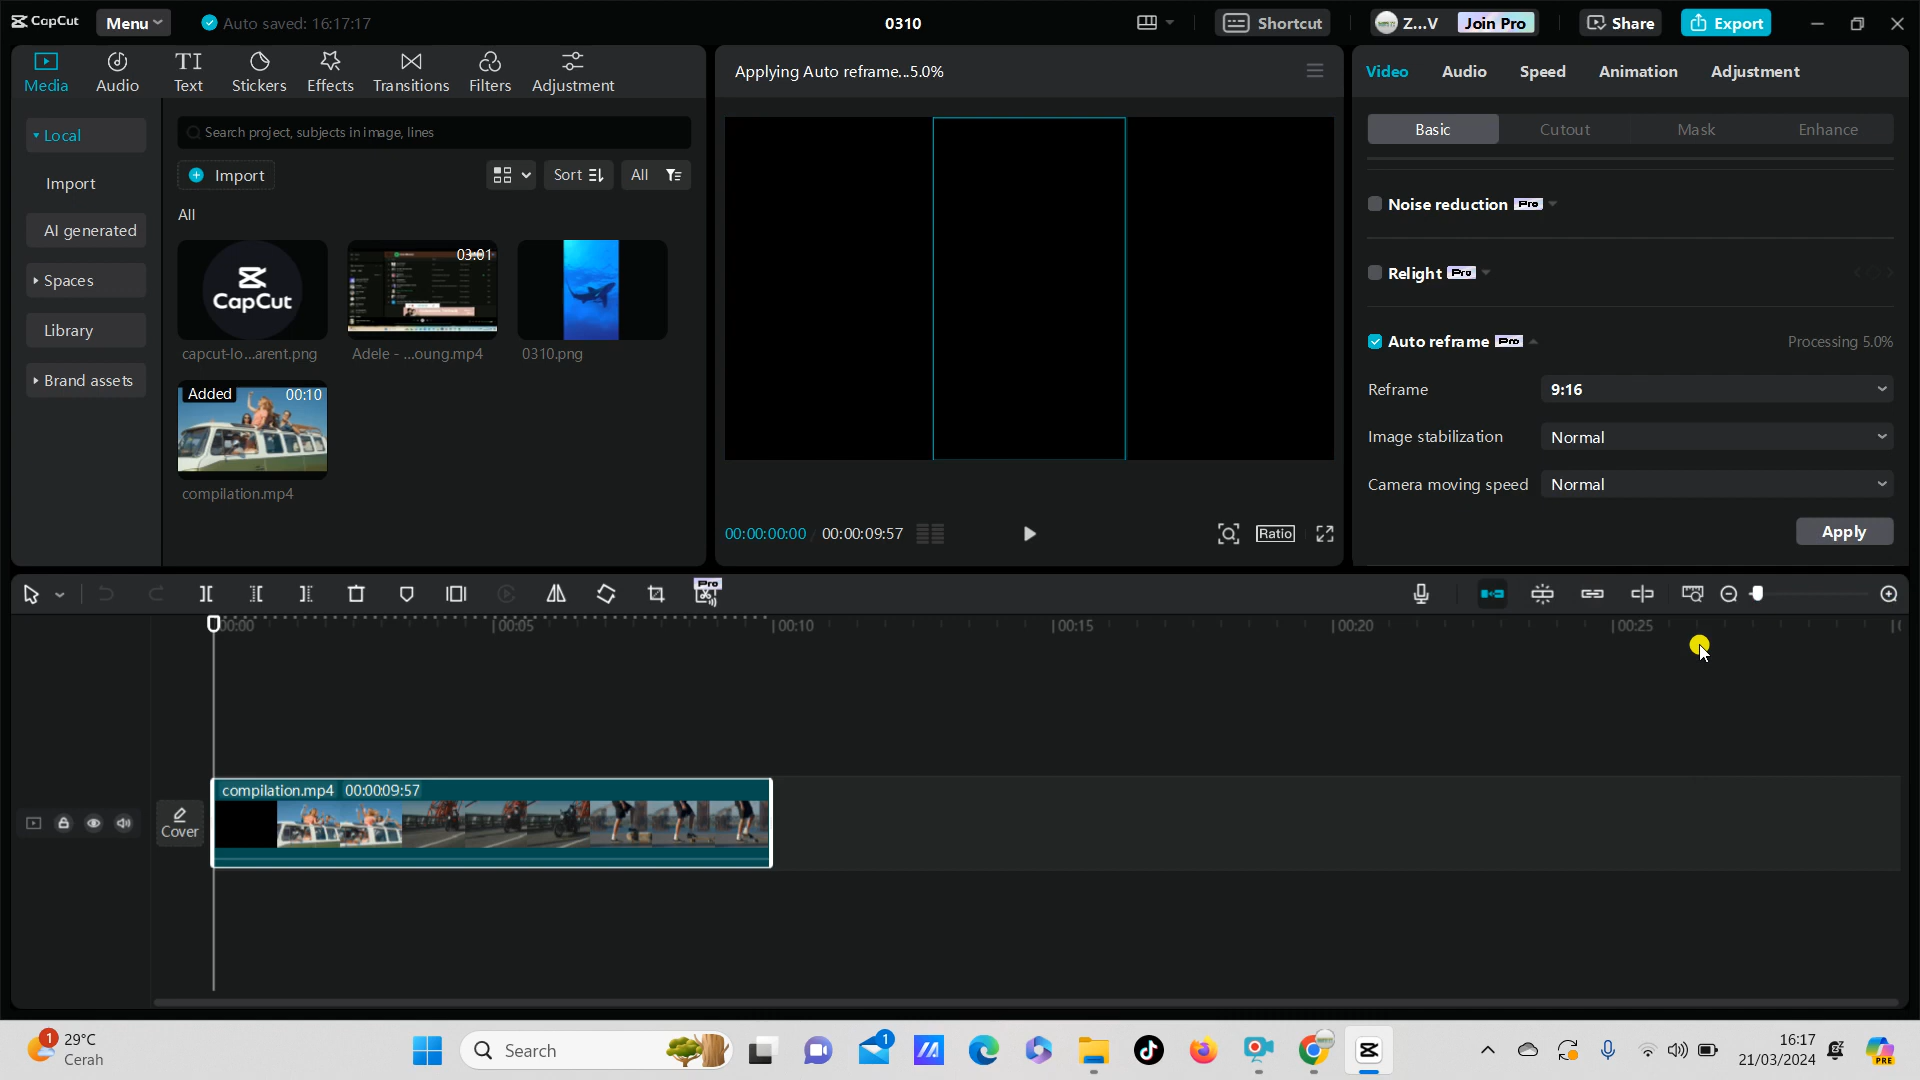 CapCut Menu Auto saved: 16:17:17 0310 Shortcut Z...V Join Pro Share Export
Media Audio Text Stickers Effects Transitions Filters Adjustment
Local
Import
AI generated
Spaces
Library
Brand assets
Search project, subjects in image, lines
Import Sort All
All
CapCut
capcut-lo...arent.png
03:01
Adele - ...oung.mp4
0310.png
Added 00:10
compilation.mp4
Applying Auto reframe...5.0%
00:00:00:00 / 00:00:09:57 Ratio
Video Audio Speed Animation Adjustment
Basic Cutout Mask Enhance
Noise reduction Pro
Relight Pro
Auto reframe Pro Processing 5.0%
Reframe 9:16
Image stabilization Normal
Camera moving speed Normal
Apply
Pro
00:00 00:05 00:10 00:15 00:20 00:25
Cover
compilation.mp4 00:00:09:57
1 29°C
Cerah
Search
1
16:17
21/03/2024
PRE